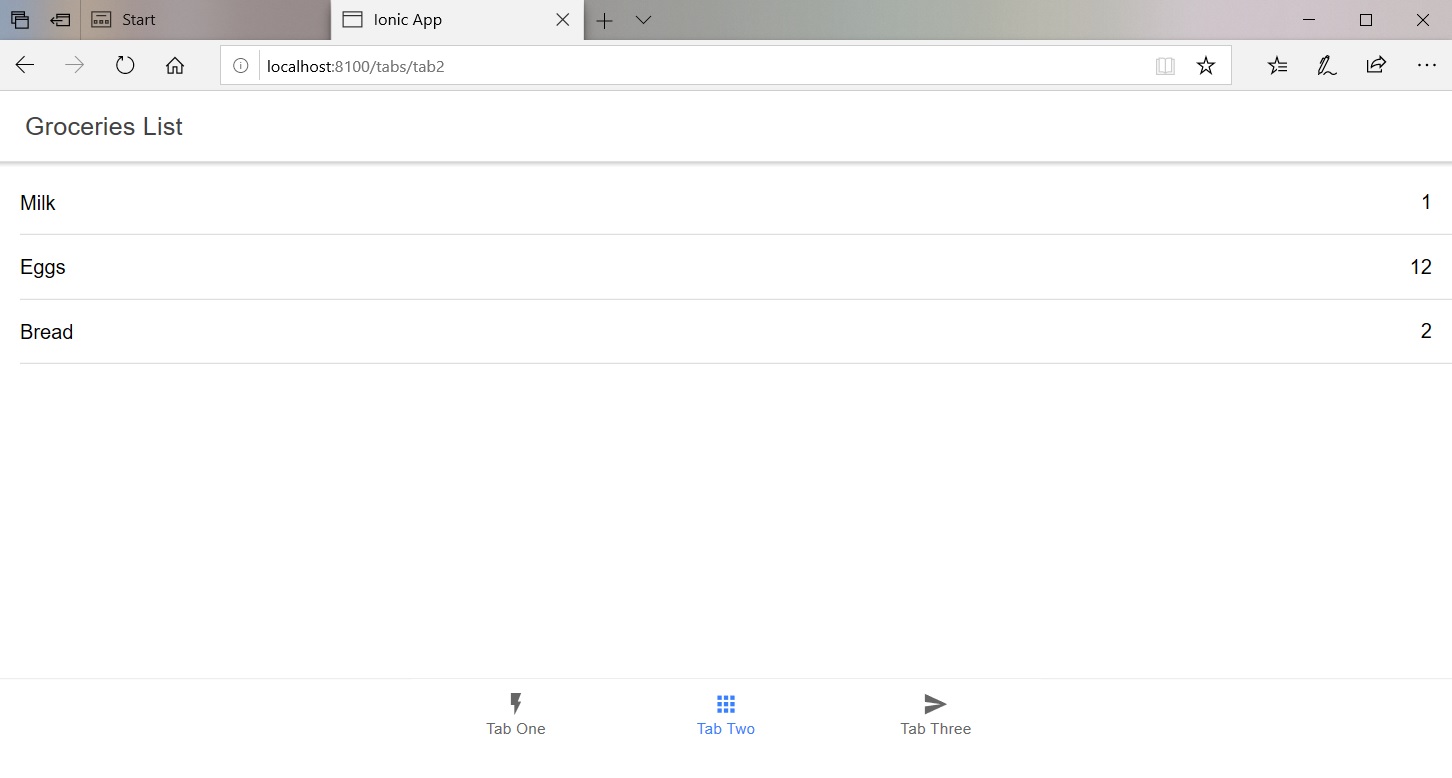 Start
Ionic App
localhost:8100/tabs/tab2
Groceries List
Milk 1
Eggs 12
Bread 2
Tab One Tab Two Tab Three